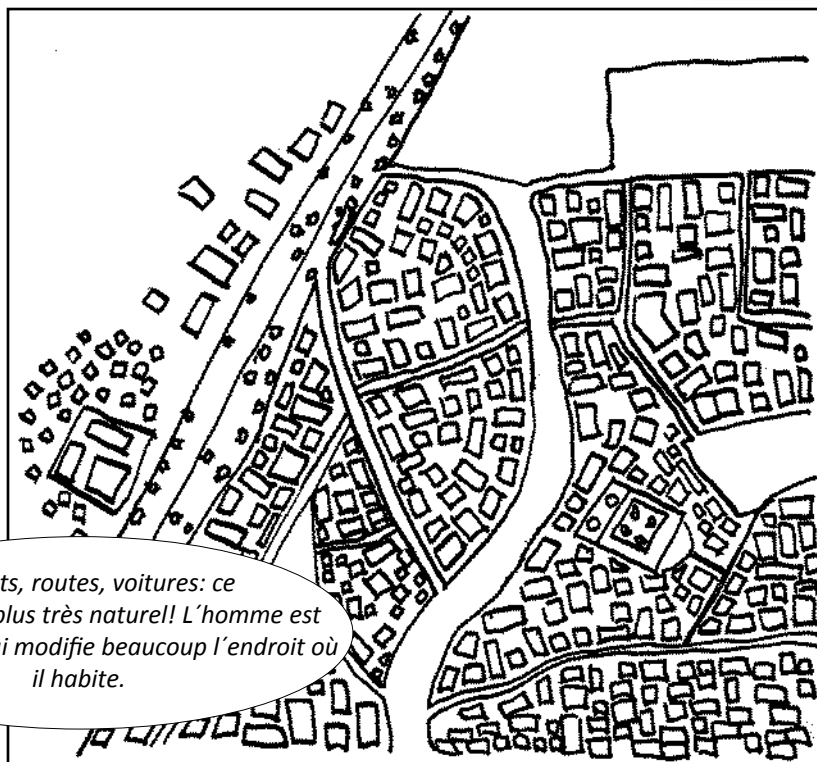 ts, routes, voitures: ce
plus très naturel! L´homme est
i modifie beaucoup l´endroit où
il habite.